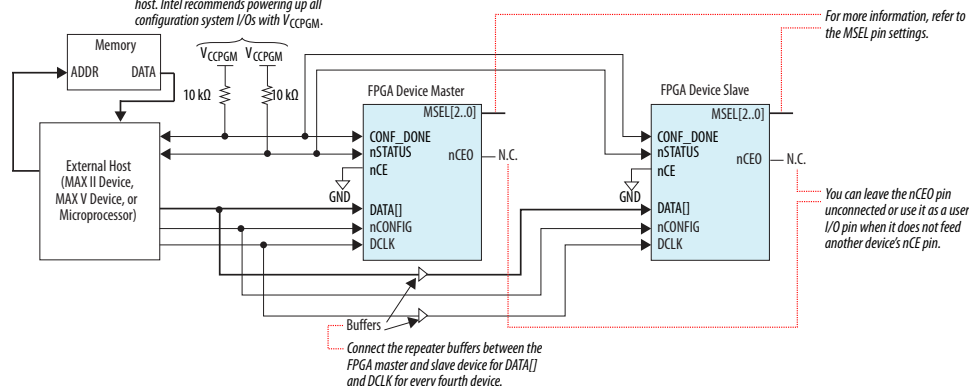 host. Intel recommends powering up all
configuration system I/Os with VCCPGM.
For more information, refer to
the MSEL pin settings.
Memory
ADDR
DATA
VCCPGM
VCCPGM
10 kΩ
10 kΩ
FPGA Device Master
MSEL[2..0]
CONF_DONE
nSTATUS
nCE
nCEO
N.C.
GND
DATA[]
nCONFIG
DCLK
FPGA Device Slave
MSEL[2..0]
CONF_DONE
nSTATUS
nCE
nCEO
N.C.
GND
DATA[]
nCONFIG
DCLK
External Host
(MAX II Device,
MAX V Device, or
Microprocessor)
You can leave the nCEO pin
unconnected or use it as a user
I/O pin when it does not feed
another device's nCE pin.
Buffers
Connect the repeater buffers between the
FPGA master and slave device for DATA[]
and DCLK for every fourth device.